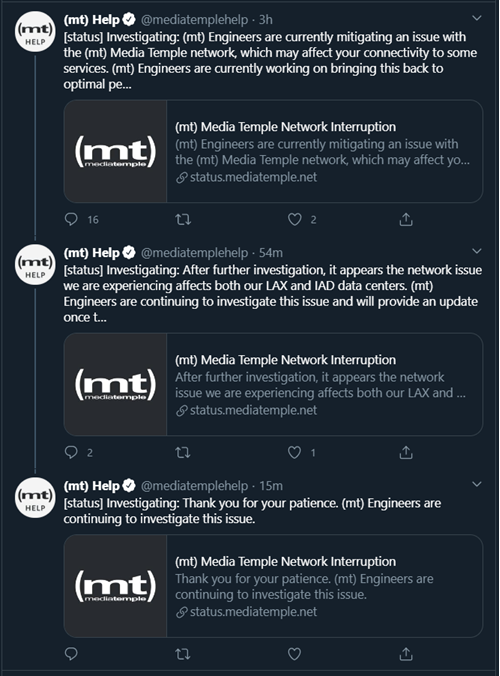 (mt) Help @mediatemplehelp · 3h
[status] Investigating: (mt) Engineers are currently mitigating an issue with
the (mt) Media Temple network, which may affect your connectivity to some
services. (mt) Engineers are currently working on bringing this back to
optimal pe...
(mt) HELP
(mt) mediatemple
(mt) Media Temple Network Interruption
(mt) Engineers are currently mitigating an issue with
the (mt) Media Temple network, which may affect yo...
status.mediatemple.net
16 2
(mt) Help @mediatemplehelp · 54m
[status] Investigating: After further investigation, it appears the network issue
we are experiencing affects both our LAX and IAD data centers. (mt)
Engineers are continuing to investigate this issue and will provide an update
once t...
(mt) HELP
(mt) mediatemple
(mt) Media Temple Network Interruption
After further investigation, it appears the network
issue we are experiencing affects both our LAX and ...
status.mediatemple.net
2 1
(mt) Help @mediatemplehelp · 15m
[status] Investigating: Thank you for your patience. (mt) Engineers are
continuing to investigate this issue.
(mt) HELP
(mt) mediatemple
(mt) Media Temple Network Interruption
Thank you for your patience. (mt) Engineers are
continuing to investigate this issue.
status.mediatemple.net